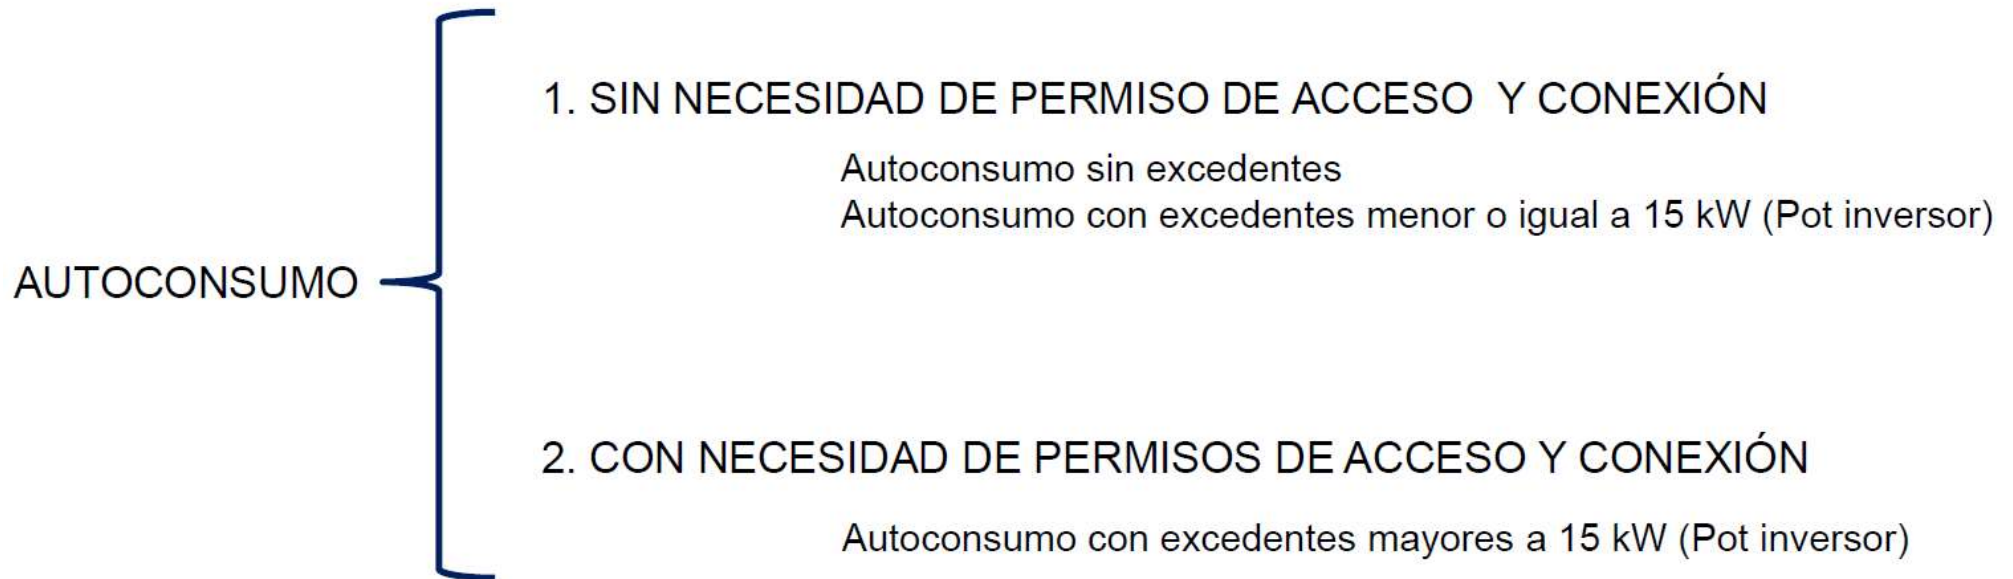 1. SIN NECESIDAD DE PERMISO DE ACCESO Y CONEXIÓN
Autoconsumo sin excedentes
Autoconsumo con excedentes menor o igual a 15 kW (Pot inversor)
AUTOCONSUMO
2. CON NECESIDAD DE PERMISOS DE ACCESO Y CONEXIÓN
Autoconsumo con excedentes mayores a 15 kW (Pot inversor)